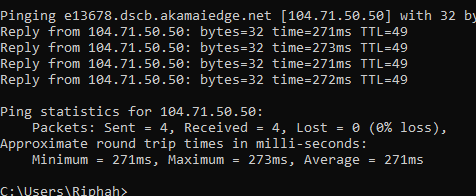 Pinging e13678.dscb.akamaiedge.net [104.71.50.50] with 32 by
Reply from 104.71.50.50: bytes=32 time=271ms TTL=49
Reply from 104.71.50.50: bytes=32 time=273ms TTL=49
Reply from 104.71.50.50: bytes=32 time=271ms TTL=49
Reply from 104.71.50.50: bytes=32 time=272ms TTL=49
Ping statistics for 104.71.50.50:
Packets: Sent = 4, Received = 4, Lost = 0 (0% loss),
Approximate round trip times in milli-seconds:
Minimum = 271ms, Maximum = 273ms, Average = 271ms
C:\Users\Riphah>